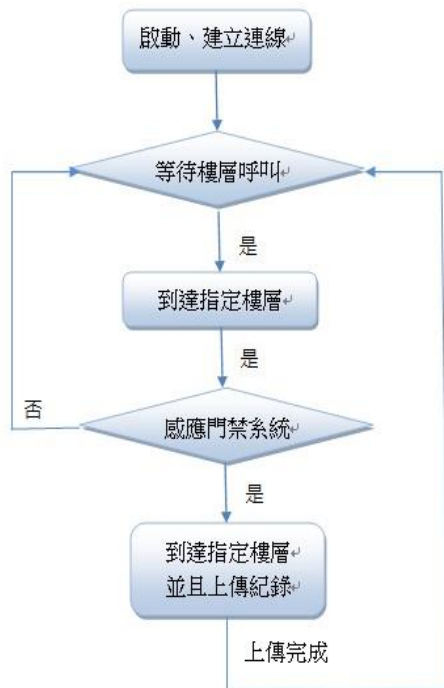 啟動、建立連線
等待樓層呼叫
是
到達指定樓層
是
否
感應門禁系統
是
到達指定樓層
並且上傳紀錄
上傳完成